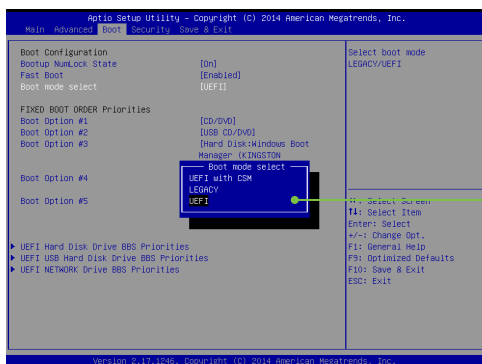 Aptio Setup Utility – Copyright (C) 2014 American Megatrends, Inc.
Main Advanced Boot Security Save & Exit
Boot Configuration
Bootup NumLock State [On]
Fast Boot [Enabled]
Boot mode select [UEFI]
FIXED BOOT ORDER Priorities
Boot Option #1 [CD/DVD]
Boot Option #2 [USB CD/DVD]
Boot Option #3 [Hard Disk:Windows Boot
Manager (KINGSTON
Boot mode select
Boot Option #4
UEFI with CSM
LEGACY
Boot Option #5
UEFI
UEFI Hard Disk Drive BBS Priorities
UEFI USB Hard Disk Drive BBS Priorities
UEFI NETWORK Drive BBS Priorities
Select boot mode
LEGACY/UEFI
: Select Screen
↑↓: Select Item
Enter: Select
+/-: Change Opt.
F1: General Help
F9: Optimized Defaults
F10: Save & Exit
ESC: Exit
Version 2.17.1246. Copyright (C) 2014 American Megatrends, Inc.